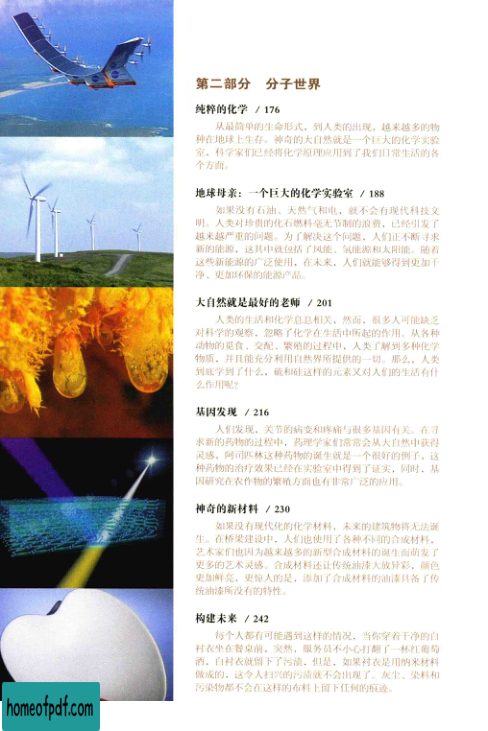 第二部分 分子世界
纯粹的化学 / 176
从最简单的生命形式，到人类的出现，越来越多的物
种在地球上生存。神奇的大自然就是一个巨大的化学实验
室，科学家们已经将化学原理应用到了我们日常生活的各
个方面。
地球母亲：一个巨大的化学实验室 / 188
如果没有石油、天然气和电，就不会有现代科技文
明。人类对珍贵的化石燃料毫无节制的浪费，已经引发了
越来越严重的问题。为了解决这个问题，人们正不断寻求
新的能源，这其中就包括了风能、氢能源和太阳能。随着
这些新能源的广泛使用，在未来，人们就能够得到更加干
净、更加环保的能源产品。
大自然就是最好的老师 / 201
人类的生活和化学息息相关，然而，很多人可能缺乏
对科学的观察，忽略了化学在生活中所起的作用。从各种
动物的觅食、交配、繁殖的过程中，人类了解到多种化学
物质，并且能充分利用自然界所提供的一切。那么，人类
到底学到了什么，硫和硅这样的元素又对人们的生活有什
么作用呢？
基因发现 / 216
人们发现，关节的病变和疼痛与很多基因有关。在寻
求新的药物的过程中，药理学家们常常会从大自然中获得
灵感，阿司匹林这种药物的诞生就是一个很好的例子，这
种药物的治疗效果已经在实验室中得到了证实，同时，基
因研究在农作物的繁殖方面也有非常广泛的应用。
神奇的新材料 / 230
如果没有现代化的化学材料，未来的建筑物将无法诞
生。在桥梁建设中，人们也使用了各种不同的合成材料，
艺术家们也因为越来越多的新型合成材料的诞生而萌发了
更多的艺术灵感。合成材料还让传统油漆大放异彩，颜色
更加鲜亮，更惊人的是，添加了合成材料的油漆具备了传
统油漆所没有的特性。
构建未来 / 242
每个人都有可能遇到这样的情况，当你穿着干净的白
衬衣坐在餐桌前，突然，服务员不小心打翻了一杯红葡萄
酒，白衬衣就留下了污渍，但是，如果衬衣是用纳米材料
做成的，这令人扫兴的污渍就不会出现了。灰尘、染料和
污染物都不会在这样的布料上留下任何的痕迹。
homeofpdf.com